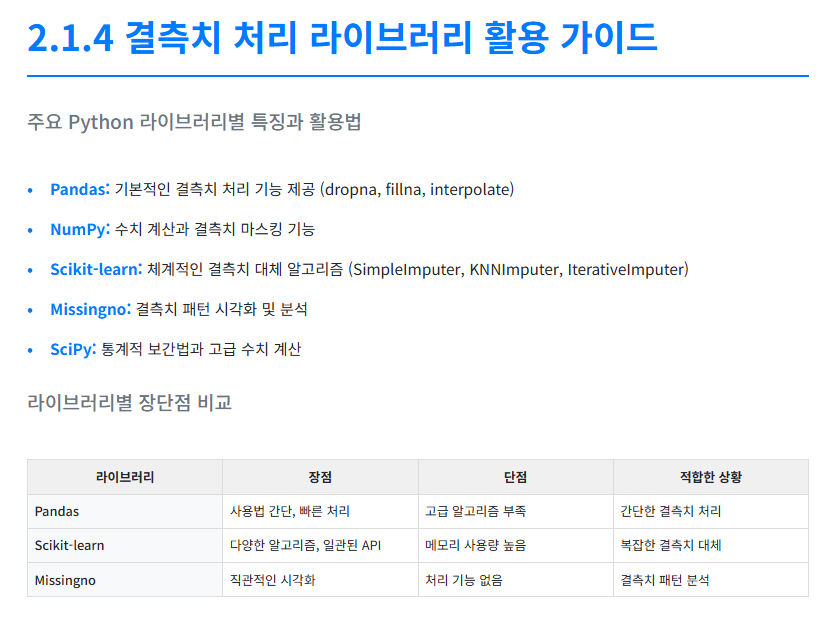 2.1.4 결측치 처리 라이브러리 활용 가이드
주요 Python 라이브러리별 특징과 활용법
• Pandas: 기본적인 결측치 처리 기능 제공 (dropna, fillna, interpolate)
• NumPy: 수치 계산과 결측치 마스킹 기능
• Scikit-learn: 체계적인 결측치 대체 알고리즘 (SimpleImputer, KNNImputer, IterativeImputer)
• Missingno: 결측치 패턴 시각화 및 분석
• SciPy: 통계적 보간법과 고급 수치 계산
라이브러리별 장단점 비교
라이브러리 장점 단점 적합한 상황
Pandas 사용법 간단, 빠른 처리 고급 알고리즘 부족 간단한 결측치 처리
Scikit-learn 다양한 알고리즘, 일관된 API 메모리 사용량 높음 복잡한 결측치 대체
Missingno 직관적인 시각화 처리 기능 없음 결측치 패턴 분석